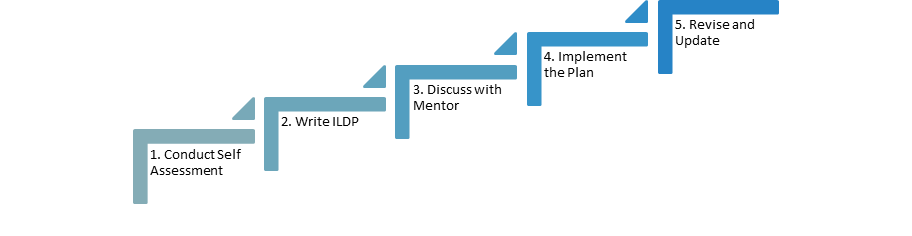 1. Conduct Self
Assessment
2. Write ILDP
3. Discuss with
Mentor
4. Implement
the Plan
5. Revise and
Update